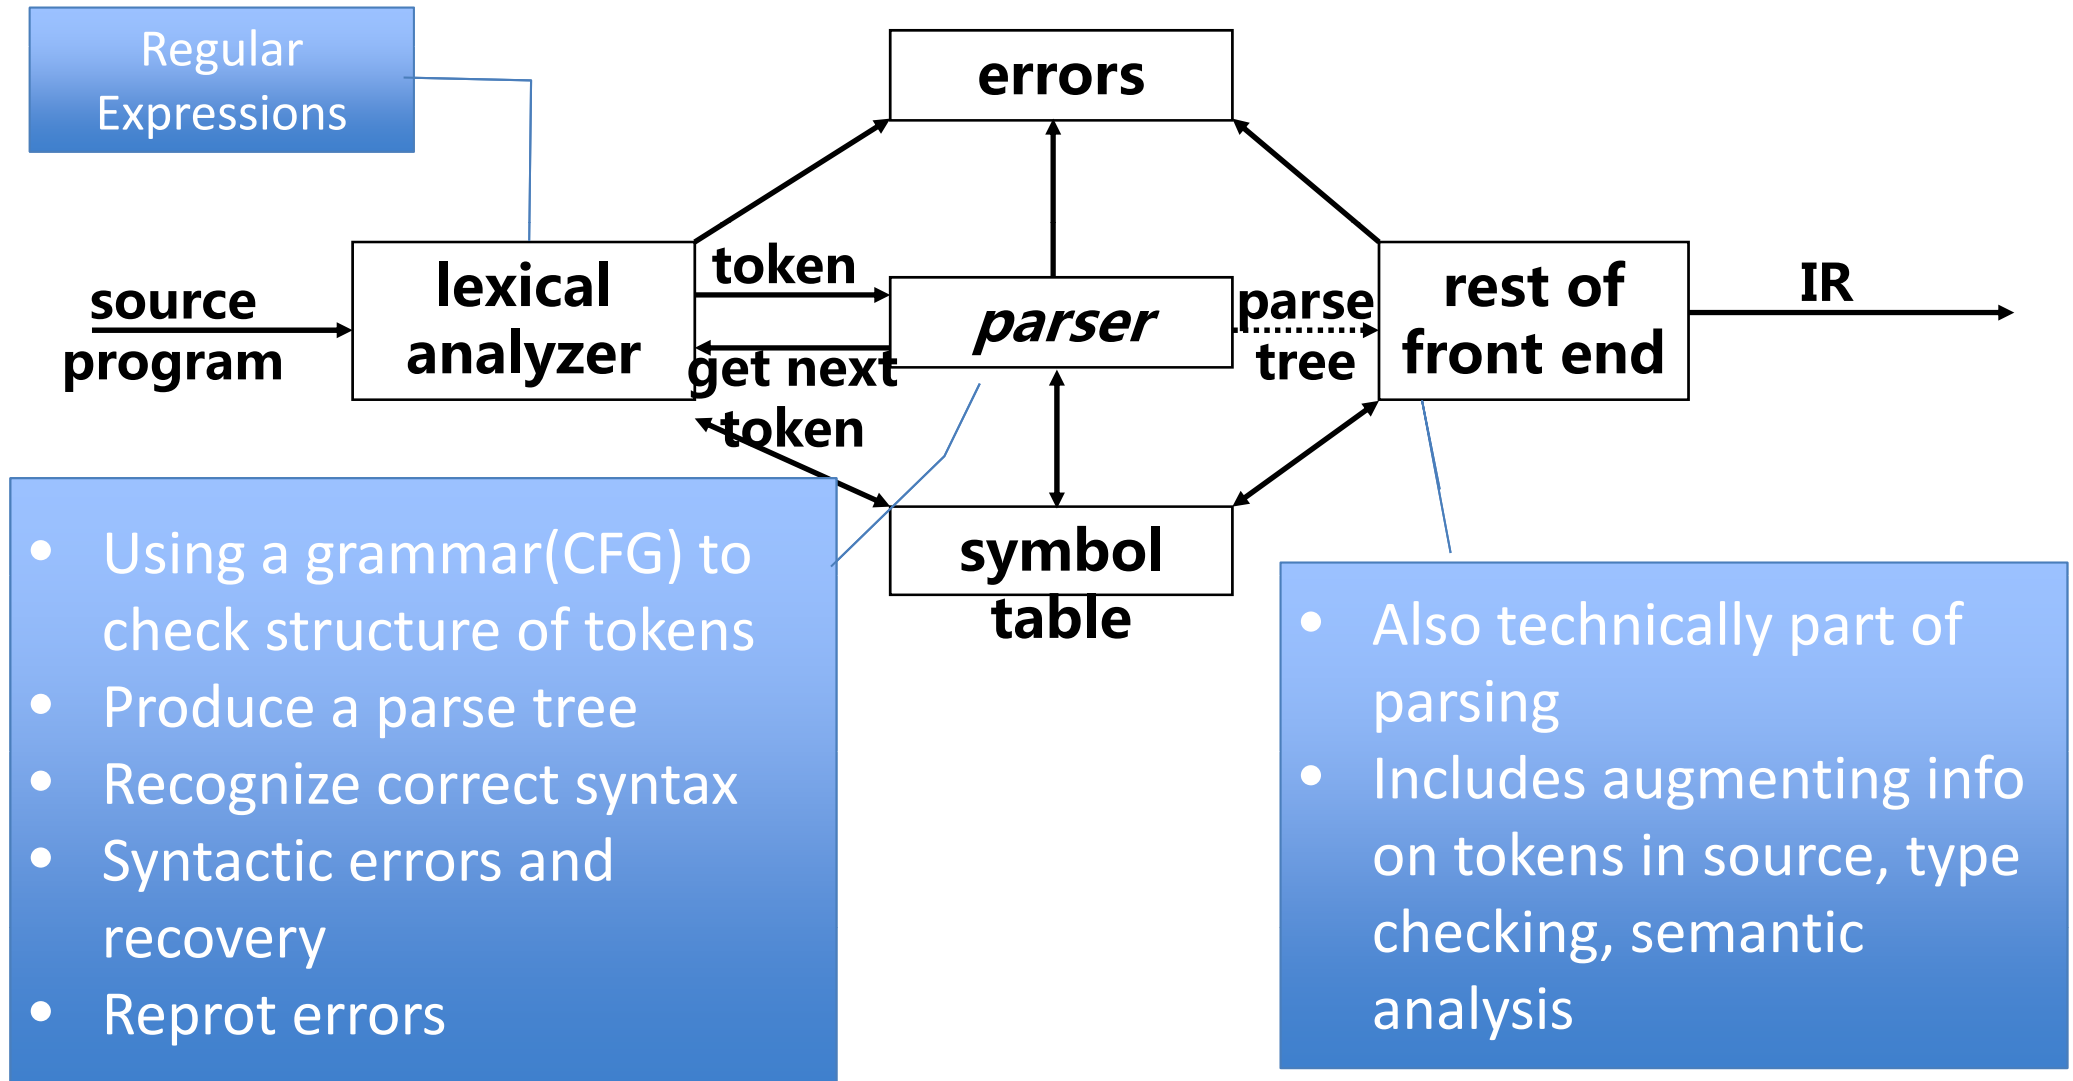 Regular
Expressions
errors
source
program
lexical
analyzer
token
get next
token
parser
parse
tree
rest of
front end
IR
symbol
table
• Using a grammar(CFG) to
check structure of tokens
• Produce a parse tree
• Recognize correct syntax
• Syntactic errors and
recovery
• Reprot errors
• Also technically part of
parsing
• Includes augmenting info
on tokens in source, type
checking, semantic
analysis